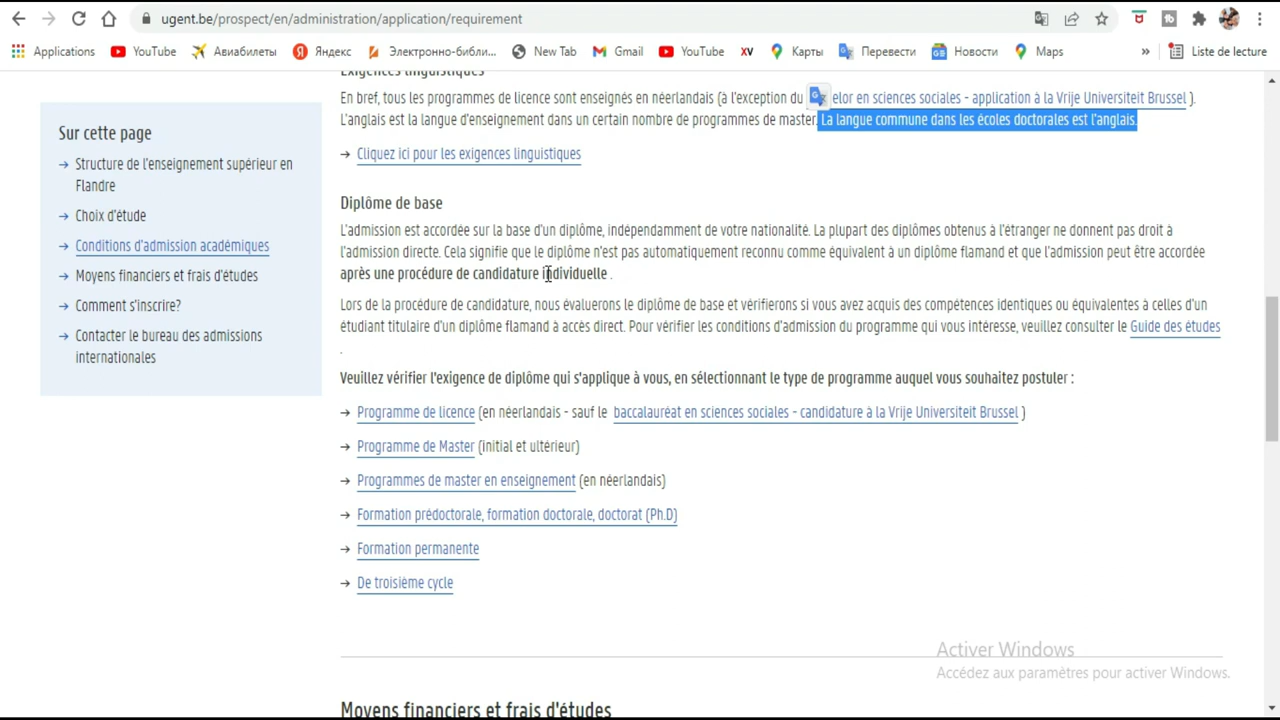 ugent.be/prospect/en/administration/application/requirement
Applications YouTube Авиабилеты Яндекс Электронно-библи... New Tab Gmail YouTube XV Карты Перевести Новости Maps » Liste de lecture
Exigences linguistiques
En bref, tous les programmes de licence sont enseignés en néerlandais (à l'exception du elor en sciences sociales - application à la Vrije Universiteit Brussel ).
L'anglais est la langue d'enseignement dans un certain nombre de programmes de master. La langue commune dans les écoles doctorales est l'anglais.
→ Cliquez ici pour les exigences linguistiques
Sur cette page
→ Structure de l'enseignement supérieur en
Flandre
→ Choix d'étude
→ Conditions d'admission académiques
→ Moyens financiers et frais d'études
→ Comment s'inscrire?
→ Contacter le bureau des admissions
internationales
Diplôme de base
L'admission est accordée sur la base d'un diplôme, indépendamment de votre nationalité. La plupart des diplômes obtenus à l'étranger ne donnent pas droit à
l'admission directe. Cela signifie que le diplôme n'est pas automatiquement reconnu comme équivalent à un diplôme flamand et que l'admission peut être accordée
après une procédure de candidature individuelle .
Lors de la procédure de candidature, nous évaluerons le diplôme de base et vérifierons si vous avez acquis des compétences identiques ou équivalentes à celles d'un
étudiant titulaire d'un diplôme flamand à accès direct. Pour vérifier les conditions d'admission du programme qui vous intéresse, veuillez consulter le Guide des études
.
Veuillez vérifier l'exigence de diplôme qui s'applique à vous, en sélectionnant le type de programme auquel vous souhaitez postuler :
→ Programme de licence (en néerlandais - sauf le baccalauréat en sciences sociales - candidature à la Vrije Universiteit Brussel )
→ Programme de Master (initial et ultérieur)
→ Programmes de master en enseignement (en néerlandais)
→ Formation prédoctorale, formation doctorale, doctorat (Ph.D)
→ Formation permanente
→ De troisième cycle
Activer Windows
Accédez aux paramètres pour activer Windows.
Moyens financiers et frais d'études